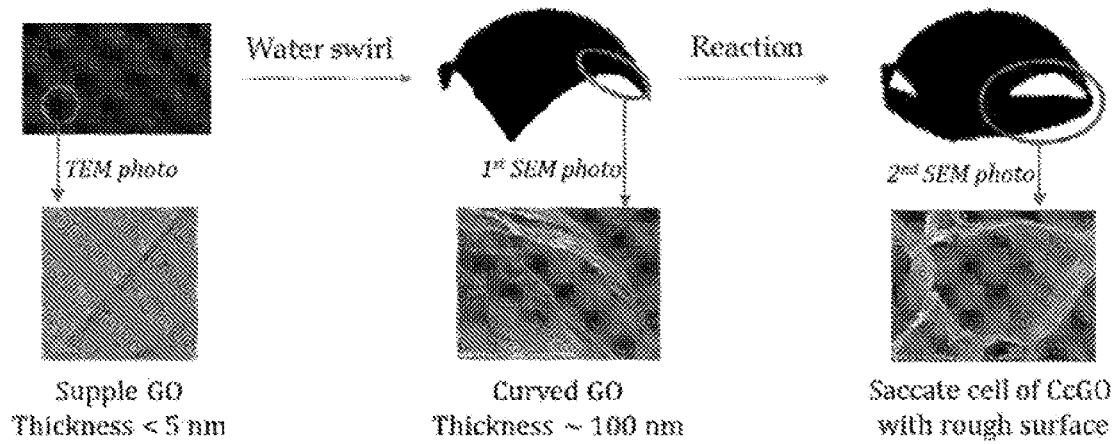 Water swirl
Reaction
TEM photo
1st SEM photo
2nd SEM photo
Supple GO
Thickness < 5 nm
Curved GO
Thickness ~ 100 nm
Saccate cell of CcGO
with rough surface